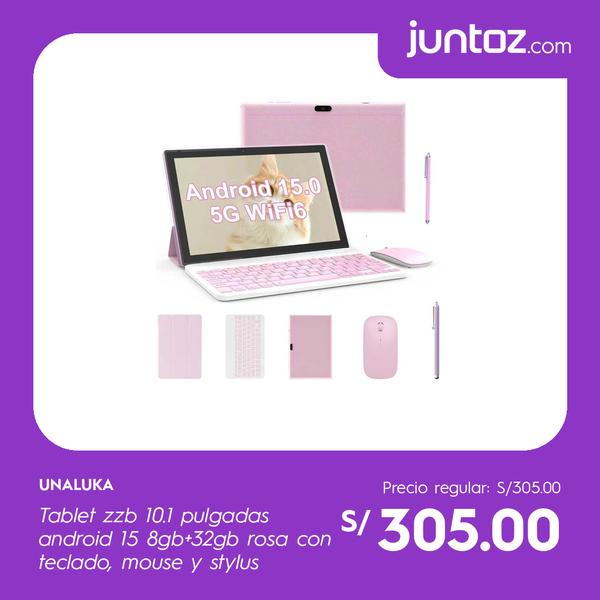 juntoz.com
Android 15.0
5G WiFi6
UNALUKA
Tablet zzb 10.1 pulgadas
android 15 8gb+32gb rosa con
teclado, mouse y stylus
Precio regular: S/305.00
S/ 305.00